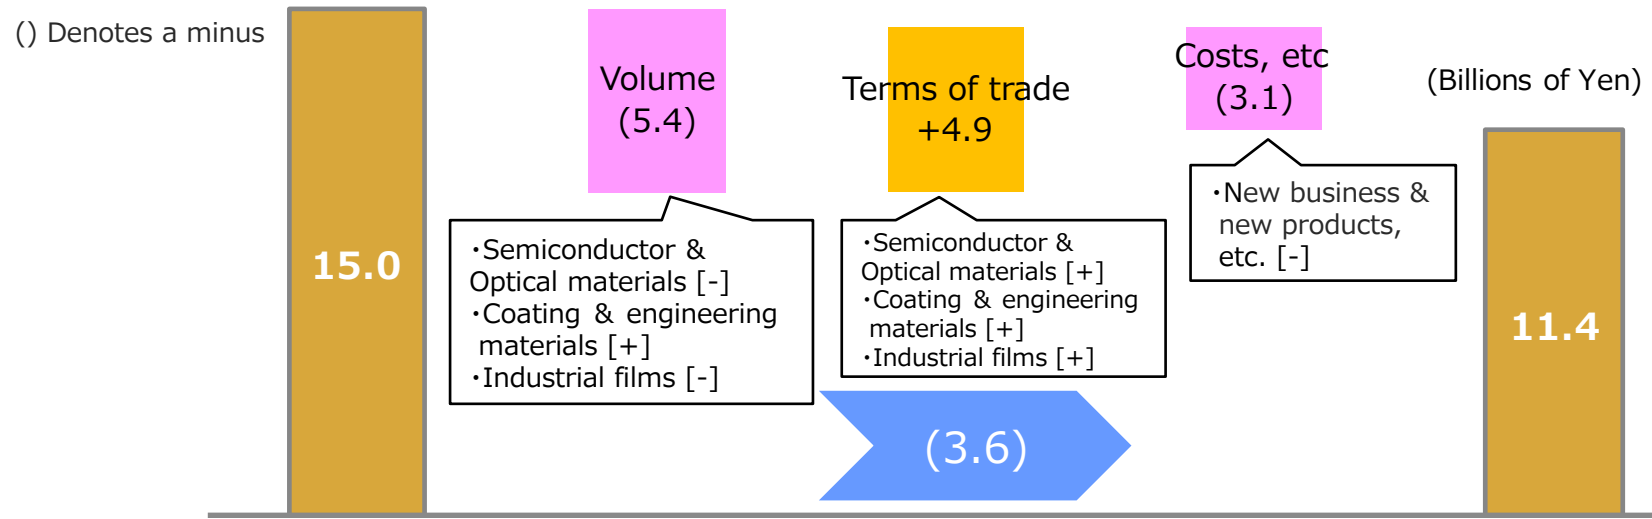 () Denotes a minus
15.0
Volume
(5.4)
・Semiconductor &
Optical materials [-]
・Coating & engineering
materials [+]
・Industrial films [-]
Terms of trade
+4.9
・Semiconductor &
Optical materials [+]
・Coating & engineering
materials [+]
・Industrial films [+]
(3.6)
Costs, etc
(3.1)
・New business &
new products,
etc. [-]
(Billions of Yen)
11.4